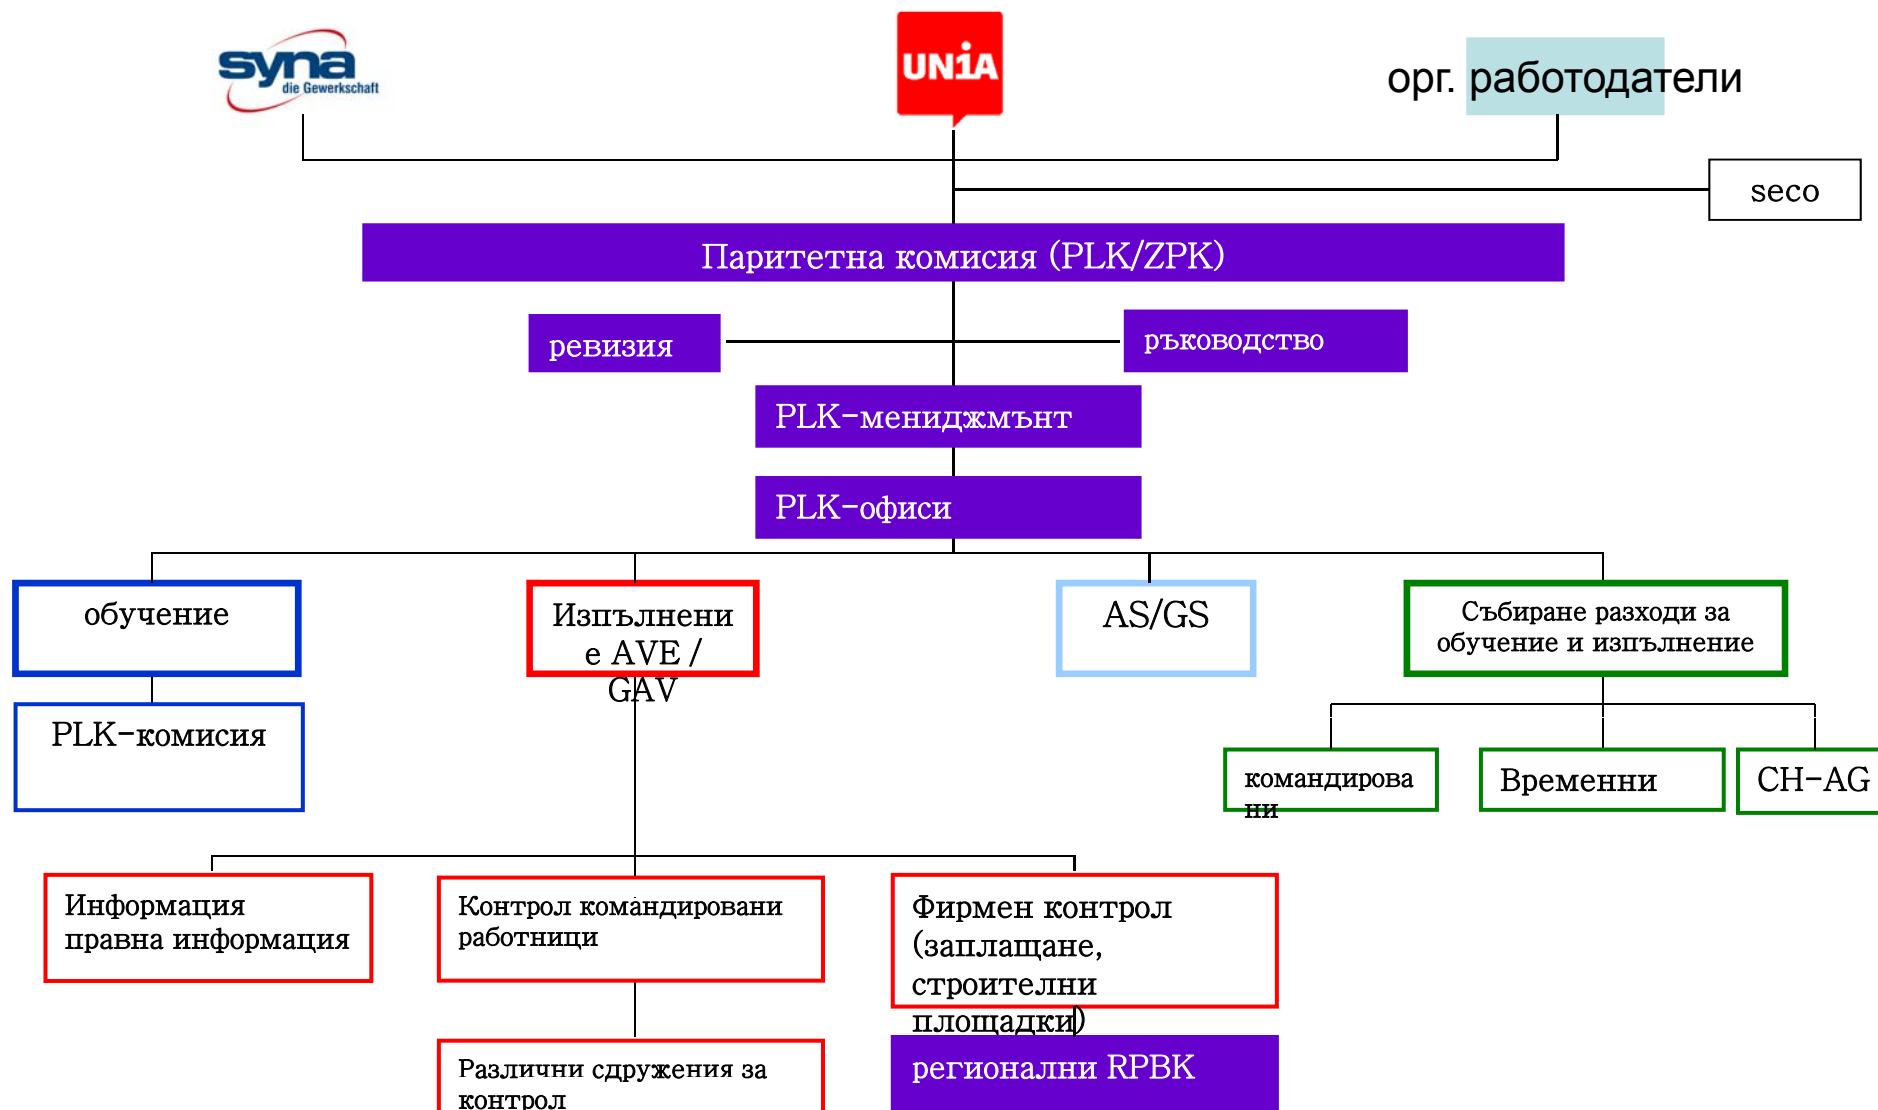 syna
die Gewerkschaft
UNiA
орг. работодатели
seco
Паритетна комисия (PLK/ZPK)
ревизия
ръководство
PLK-мениджмънт
PLK-офиси
обучение
Изпълнени
е AVE /
GAV
AS/GS
Събиране разходи за
обучение и изпълнение
PLK-комисия
командирова
ни
Временни
CH-AG
Информация
правна информация
Контрол командировани
работници
Фирмен контрол
(заплащане,
строителни
площадки)
Различни сдружения за
контрол
регионални RPBK